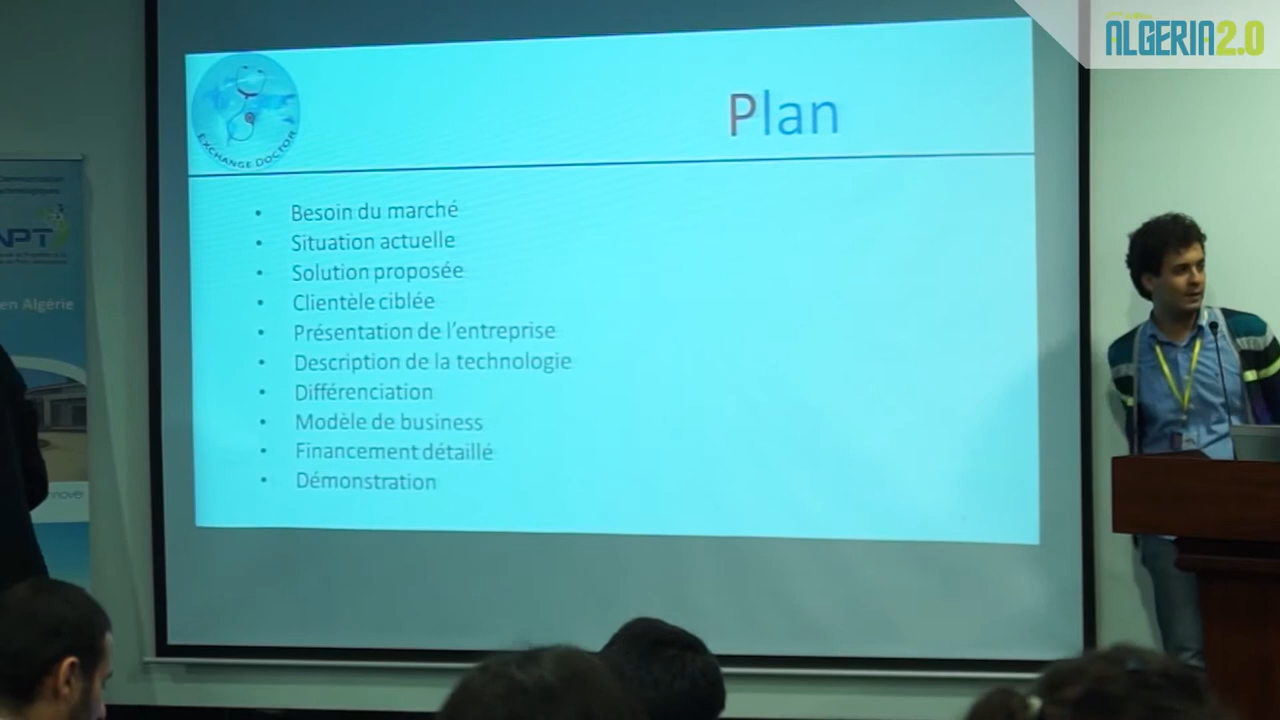 ALGERIA2.0
EXCHANGE DOCTOR
Plan
• Besoin du marché
• Situation actuelle
• Solution proposée
• Clientèle ciblée
• Présentation de l'entreprise
• Description de la technologie
• Différenciation
• Modèle de business
• Financement détaillé
• Démonstration
NPT
en Algérie